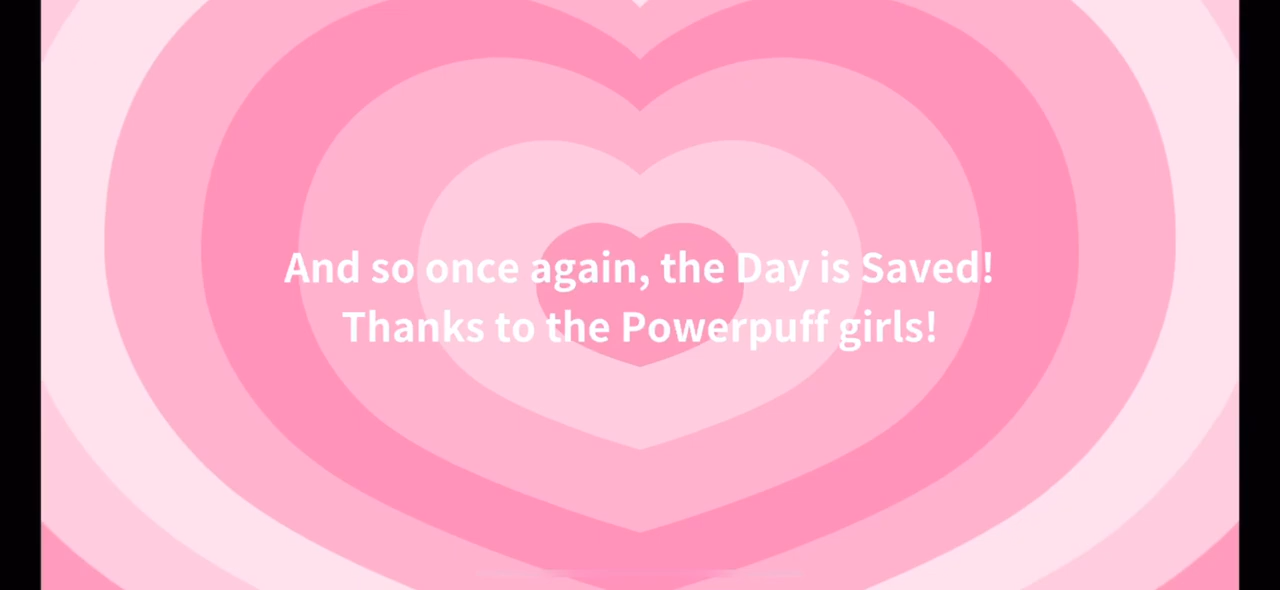 And so once again, the Day is Saved!
Thanks to the Powerpuff girls!